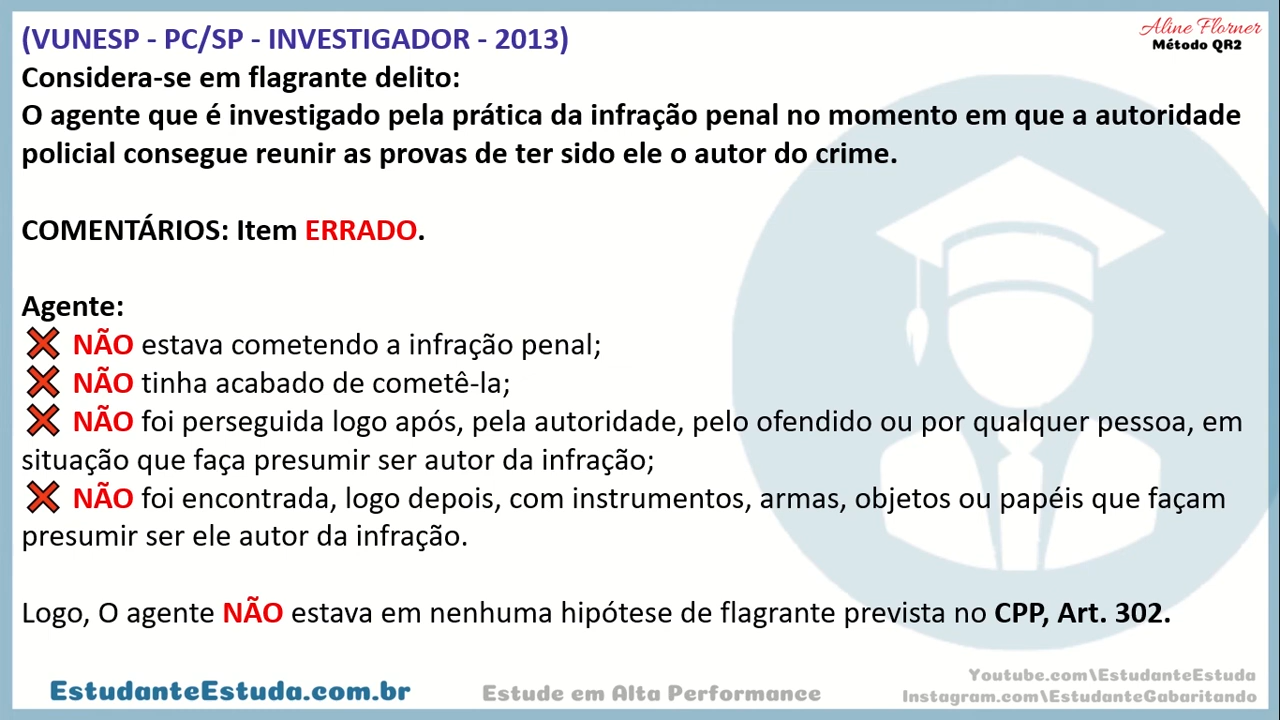 (VUNESP - PC/SP - INVESTIGADOR - 2013)
Aline Florner
Método QR2
Considera-se em flagrante delito:
O agente que é investigado pela prática da infração penal no momento em que a autoridade
policial consegue reunir as provas de ter sido ele o autor do crime.
COMENTÁRIOS: Item ERRADO.
Agente:
❌ NÃO estava cometendo a infração penal;
❌ NÃO tinha acabado de cometê-la;
❌ NÃO foi perseguida logo após, pela autoridade, pelo ofendido ou por qualquer pessoa, em
situação que faça presumir ser autor da infração;
❌ NÃO foi encontrada, logo depois, com instrumentos, armas, objetos ou papéis que façam
presumir ser ele autor da infração.
Logo, O agente NÃO estava em nenhuma hipótese de flagrante prevista no CPP, Art. 302.
EstudanteEstuda.com.br
Estude em Alta Performance
Youtube.com\EstudanteEstuda
Instagram.com\EstudanteGabaritando